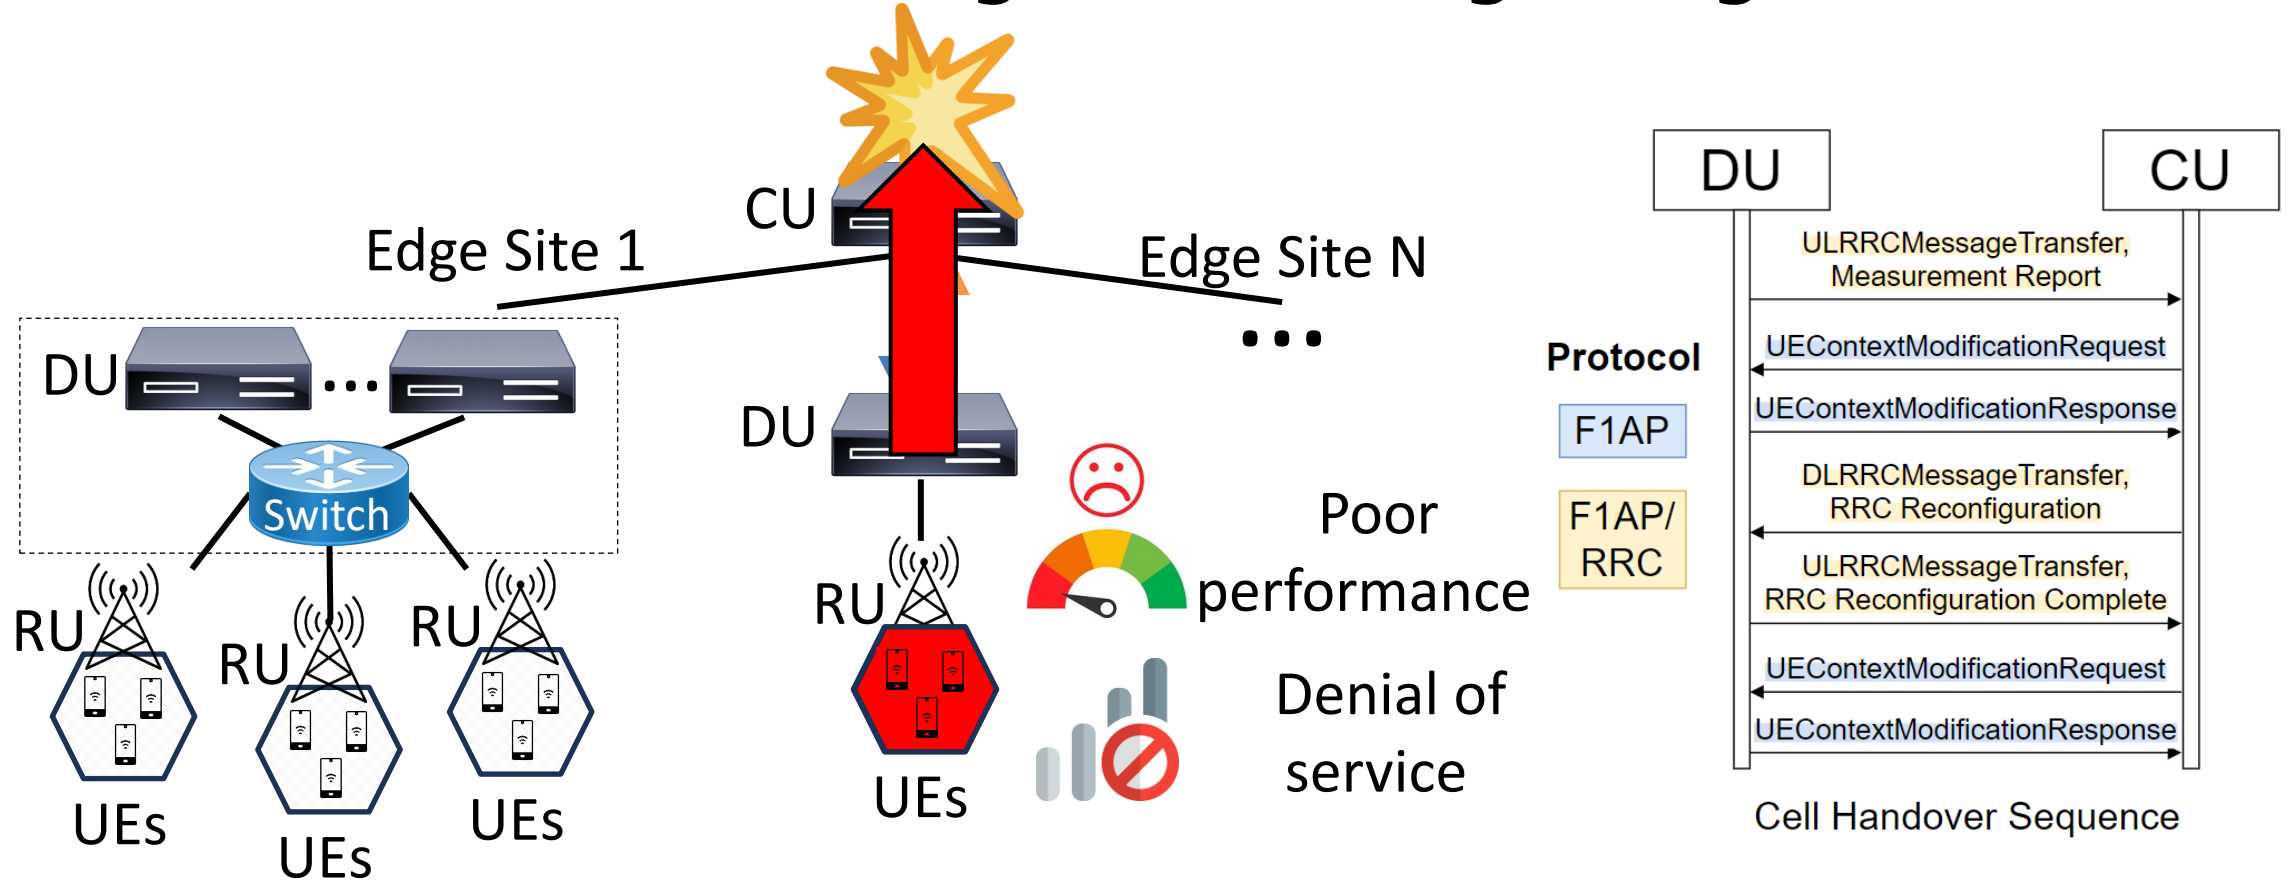 CU
Edge Site 1
Edge Site N
...
DU
...
Switch
RU
RU
RU
UEs
UEs
UEs
DU
RU
UEs
Poor
performance
Denial of
service
Protocol
F1AP
F1AP/
RRC
DU
CU
ULRRCMessageTransfer,
Measurement Report
UEContextModificationRequest
UEContextModificationResponse
DLRRCMessageTransfer,
RRC Reconfiguration
ULRRCMessageTransfer,
RRC Reconfiguration Complete
UEContextModificationRequest
UEContextModificationResponse
Cell Handover Sequence